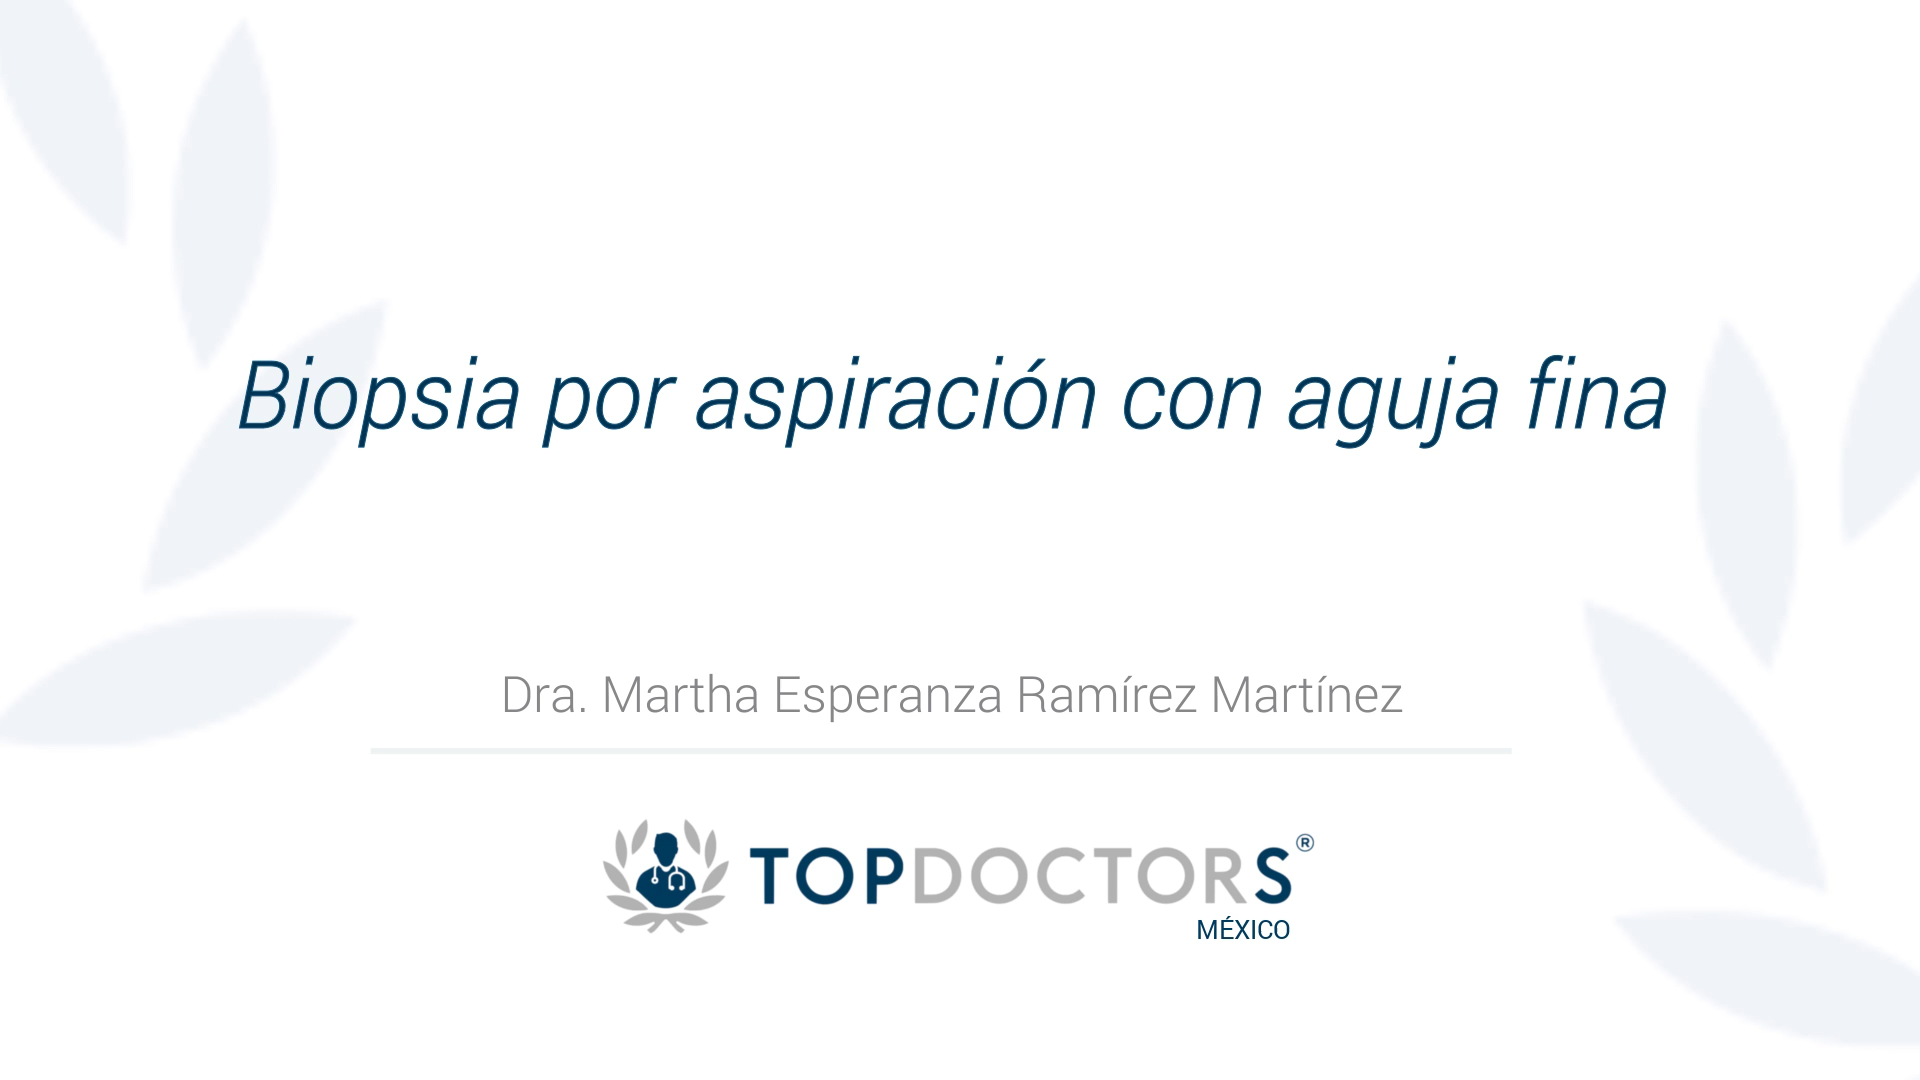 Biopsia por aspiración con aguja fina
Dra. Martha Esperanza Ramírez Martínez
TOPDOCTORS®
MÉXICO